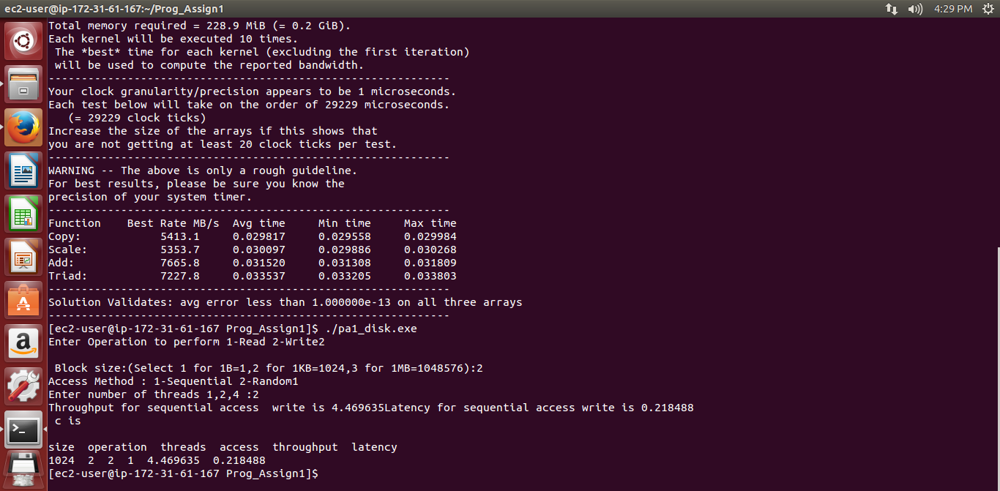 ec2-user@ip-172-31-61-167:~/Prog_Assign1 4:29 PM
Total memory required = 228.9 MiB (= 0.2 GiB).
Each kernel will be executed 10 times.
 The *best* time for each kernel (excluding the first iteration)
 will be used to compute the reported bandwidth.
-------------------------------------------------------------
Your clock granularity/precision appears to be 1 microseconds.
Each test below will take on the order of 29229 microseconds.
   (= 29229 clock ticks)
Increase the size of the arrays if this shows that
you are not getting at least 20 clock ticks per test.
-------------------------------------------------------------
WARNING -- The above is only a rough guideline.
For best results, please be sure you know the
precision of your system timer.
-------------------------------------------------------------
Function    Best Rate MB/s  Avg time     Min time     Max time
Copy:            5413.1     0.029817     0.029558     0.029984
Scale:           5353.7     0.030097     0.029886     0.030268
Add:             7665.8     0.031520     0.031308     0.031809
Triad:           7227.8     0.033537     0.033205     0.033803
-------------------------------------------------------------
Solution Validates: avg error less than 1.000000e-13 on all three arrays
-------------------------------------------------------------
[ec2-user@ip-172-31-61-167 Prog_Assign1]$ ./pa1_disk.exe
Enter Operation to perform 1-Read 2-Write2
 Block size:(Select 1 for 1B=1,2 for 1KB=1024,3 for 1MB=1048576):2
Access Method : 1-Sequential 2-Random1
Enter number of threads 1,2,4 :2
Throughput for sequential access  write is 4.469635Latency for sequential access write is 0.218488
 c is
size  operation  threads  access  throughput  latency
1024  2  2  1  4.469635  0.218488
[ec2-user@ip-172-31-61-167 Prog_Assign1]$